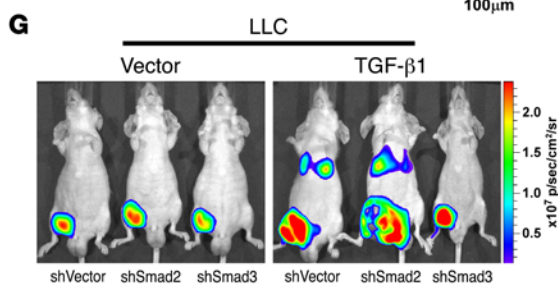 100μm
G
LLC
Vector TGF-β1
2.0
1.5
1.0
0.5
x10⁷ p/sec/cm²/sr
shVector shSmad2 shSmad3 shVector shSmad2 shSmad3